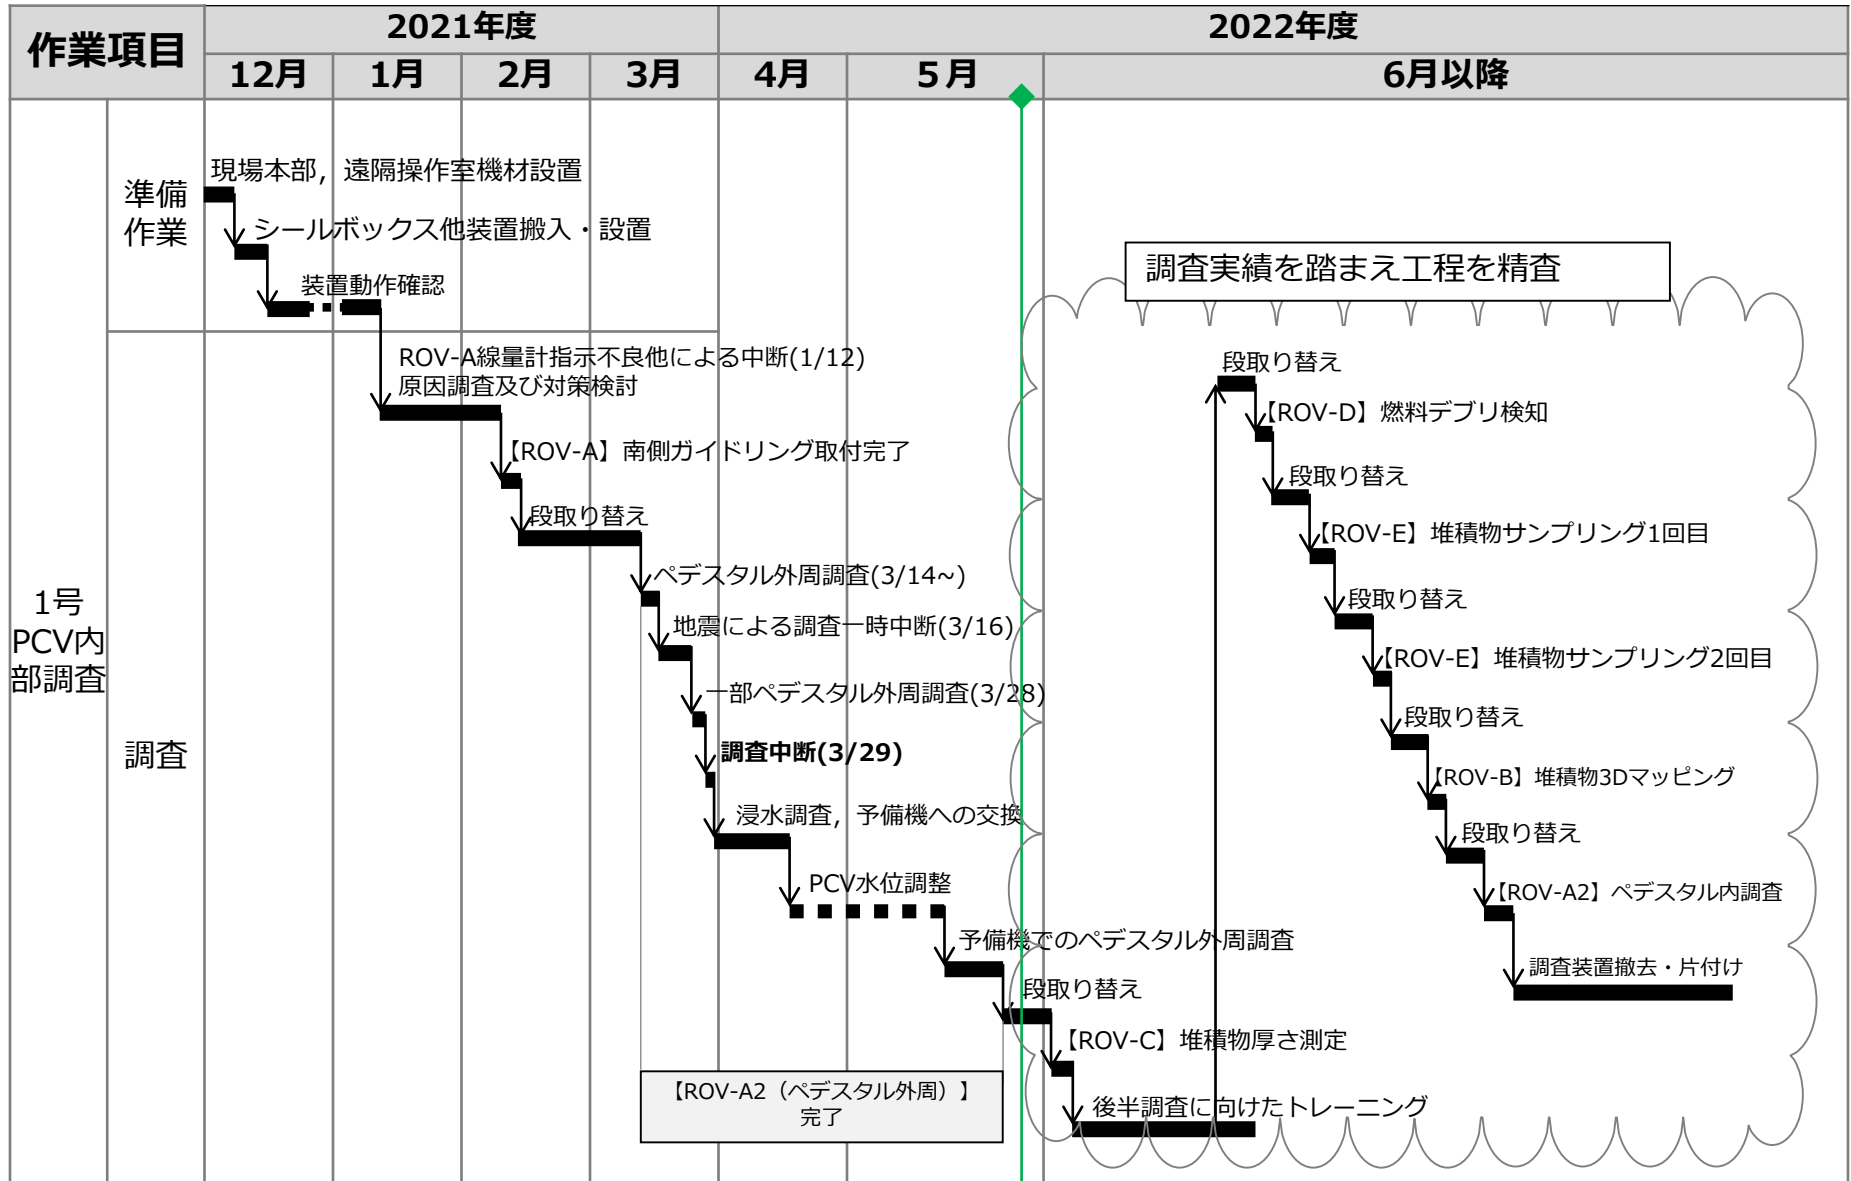 作業項目
2021年度
2022年度
12月
1月
2月
3月
4月
５月
6月以降
1号
PCV内
部調査
準備
作業
現場本部，遠隔操作室機材設置
シールボックス他装置搬入・設置
装置動作確認
調査
ROV-A線量計指示不良他による中断(1/12)
原因調査及び対策検討
【ROV-A】南側ガイドリング取付完了
段取り替え
ペデスタル外周調査(3/14~)
地震による調査一時中断(3/16)
一部ペデスタル外周調査(3/28)
調査中断(3/29)
浸水調査，予備機への交換
PCV水位調整
予備機でのペデスタル外周調査
段取り替え
【ROV-C】堆積物厚さ測定
後半調査に向けたトレーニング
【ROV-A2（ペデスタル外周）】
完了
調査実績を踏まえ工程を精査
段取り替え
【ROV-D】燃料デブリ検知
段取り替え
【ROV-E】堆積物サンプリング1回目
段取り替え
【ROV-E】堆積物サンプリング2回目
段取り替え
【ROV-B】堆積物3Dマッピング
段取り替え
【ROV-A2】ペデスタル内調査
調査装置撤去・片付け